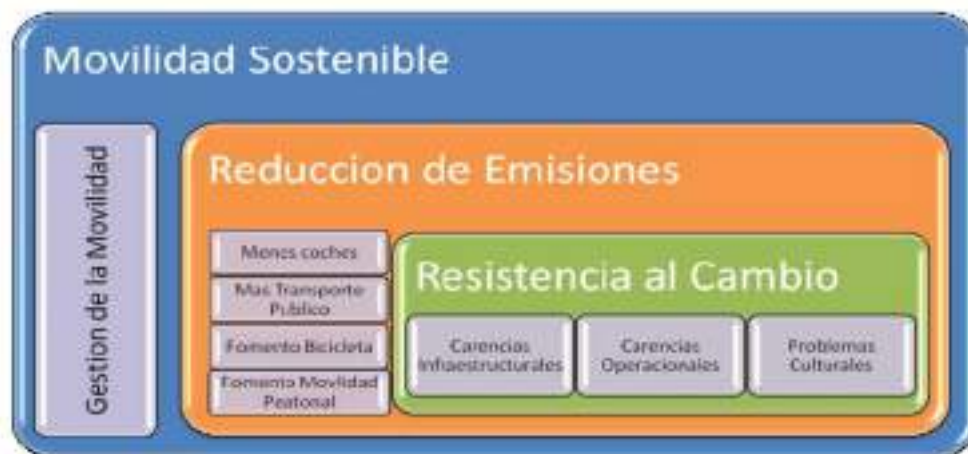 Movilidad Sostenible
Gestion de la Movilidad
Reduccion de Emisiones
Menos coches
Mas Transporte
Publico
Fomento Bicicleta
Fomento Movlidad
Peatonal
Resistencia al Cambio
Carencias
Infraestructurales
Carencias
Operacionales
Problemas
Culturales